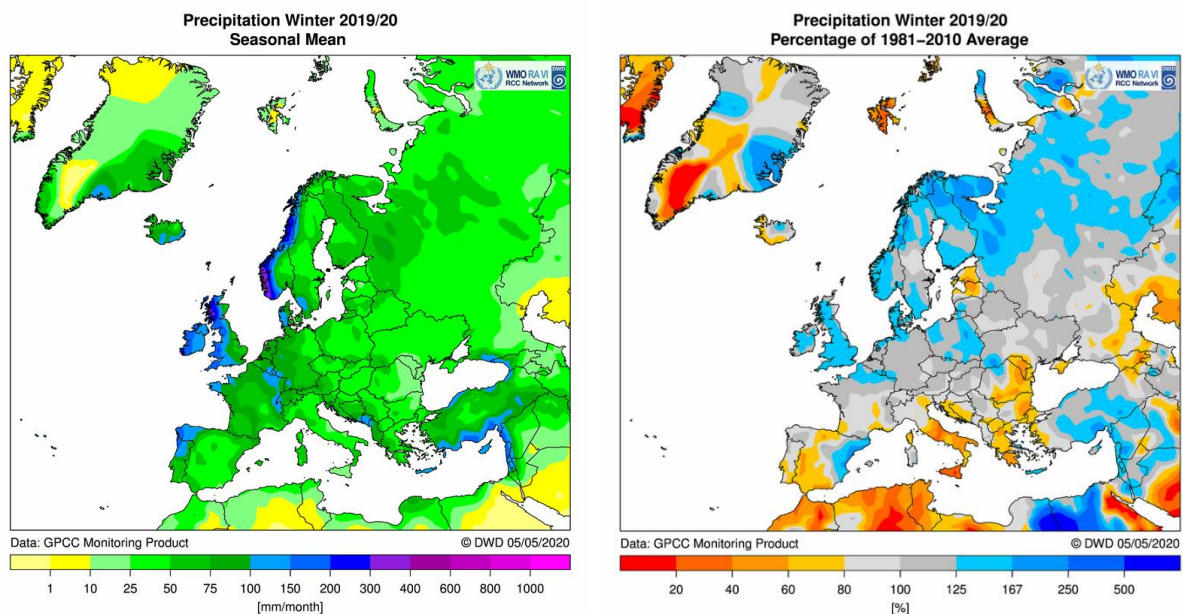 Precipitation Winter 2019/20
Seasonal Mean
WMO RA VI
RCC Network
DWD
Data: GPCC Monitoring Product
© DWD 05/05/2020
1 10 25 50 75 100 150 200 300 400 600 800 1000
[mm/month]
Precipitation Winter 2019/20
Percentage of 1981−2010 Average
WMO RA VI
RCC Network
DWD
Data: GPCC Monitoring Product
© DWD 05/05/2020
20 40 60 80 100 125 167 250 500
[%]